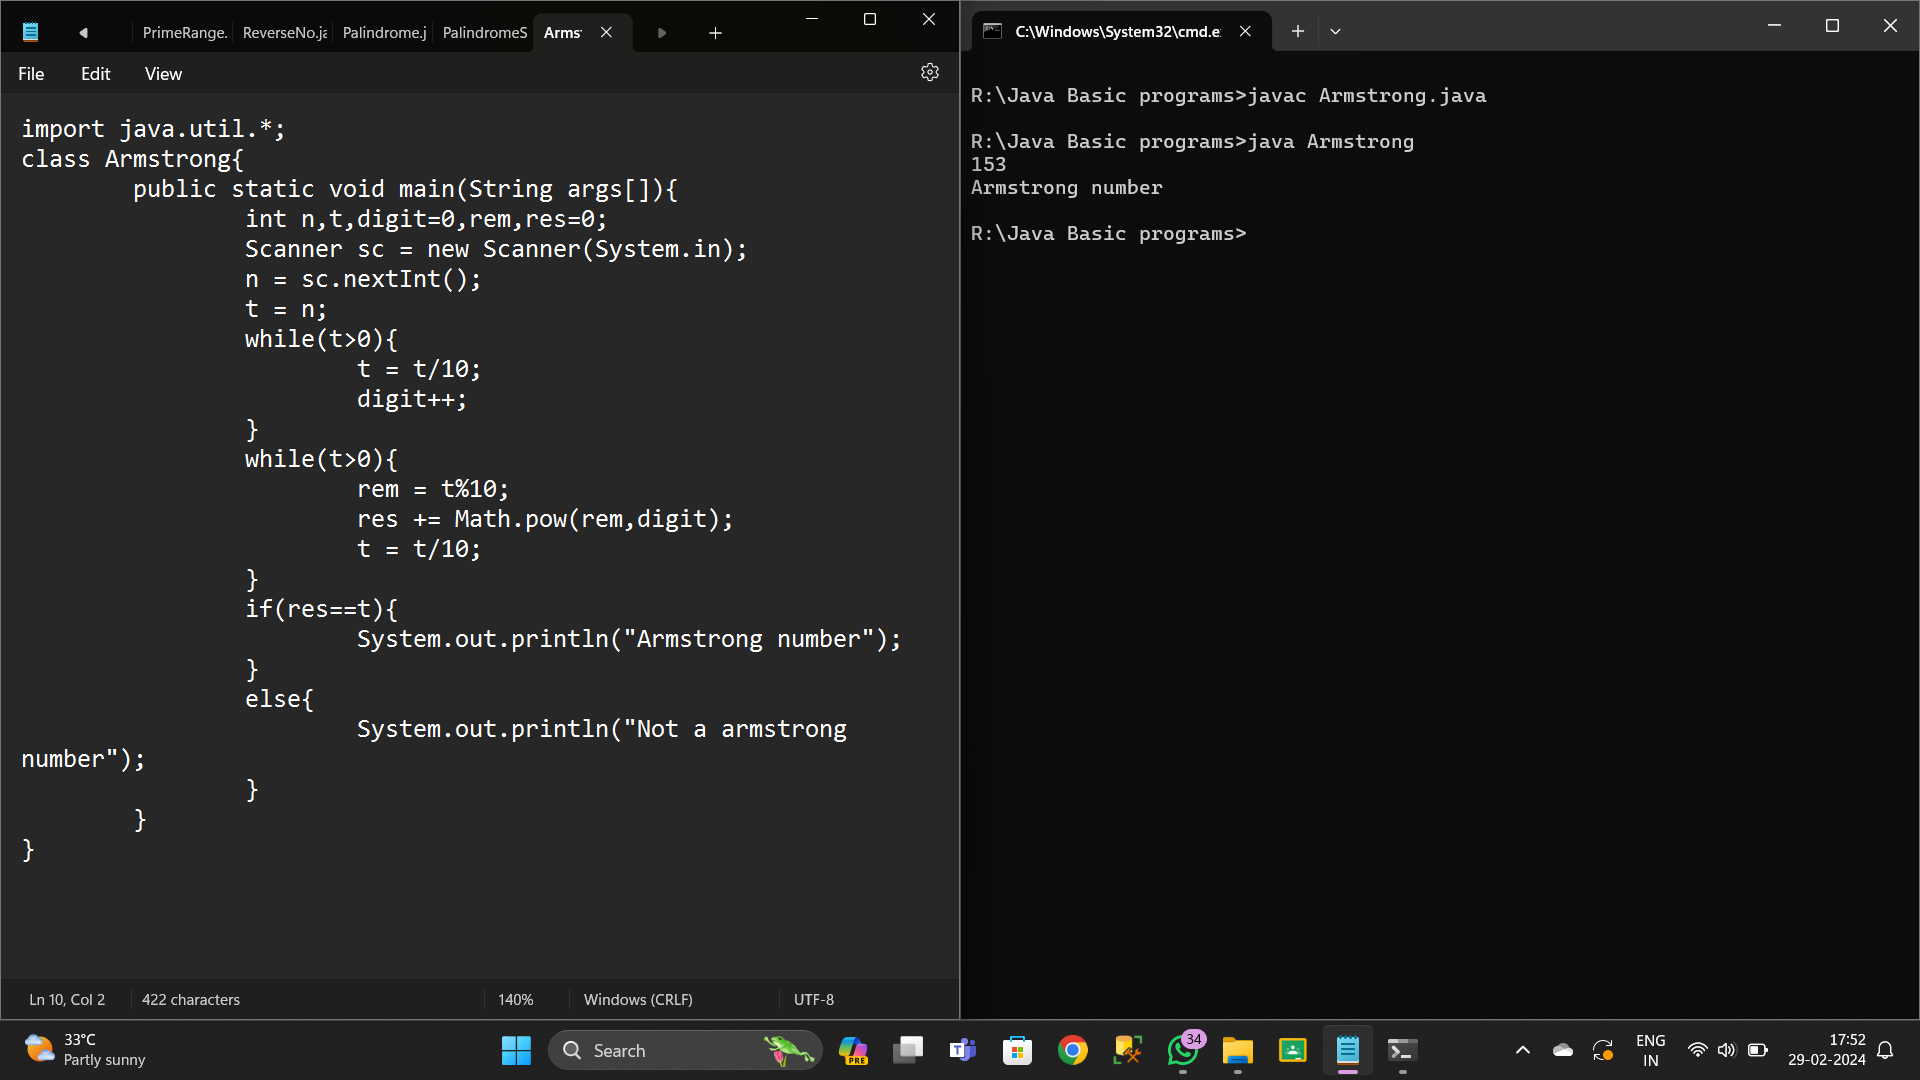 PrimeRange. ReverseNo.ja Palindrome.j PalindromeS Arms
File Edit View
import java.util.*;
class Armstrong{
public static void main(String args[]){
int n,t,digit=0,rem,res=0;
Scanner sc = new Scanner(System.in);
n = sc.nextInt();
t = n;
while(t>0){
t = t/10;
digit++;
}
while(t>0){
rem = t%10;
res += Math.pow(rem,digit);
t = t/10;
}
if(res==t){
System.out.println("Armstrong number");
}
else{
System.out.println("Not a armstrong
number");
}
}
}
Ln 10, Col 2 422 characters 140% Windows (CRLF) UTF-8
C:\Windows\System32\cmd.e
R:\Java Basic programs>javac Armstrong.java
R:\Java Basic programs>java Armstrong
153
Armstrong number
R:\Java Basic programs>
33°C
Partly sunny
Search
PRE
T
34
ENG
IN
17:52
29-02-2024